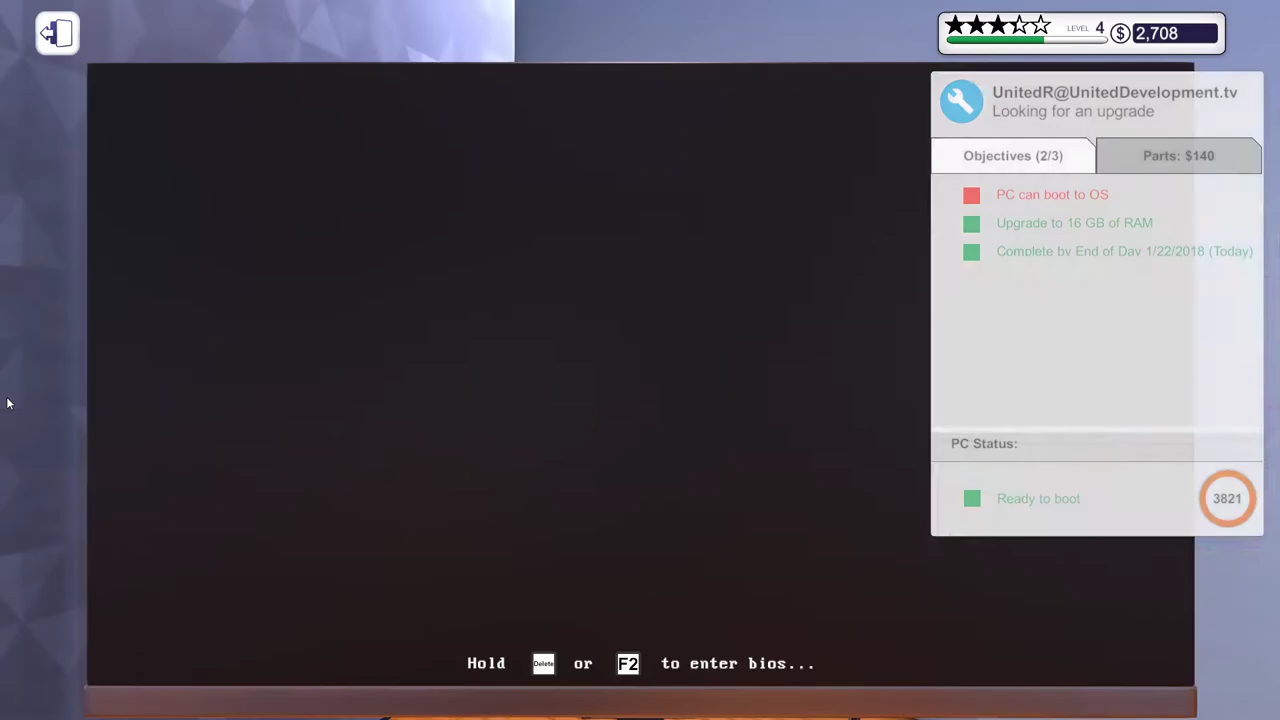 LEVEL 4 $ 2,708
UnitedR@UnitedDevelopment.tv
Looking for an upgrade
Objectives (2/3)
Parts: $140
PC can boot to OS
Upgrade to 16 GB of RAM
Complete by End of Day 1/22/2018 (Today)
PC Status:
Ready to boot
3821
Hold Delete or F2 to enter bios...